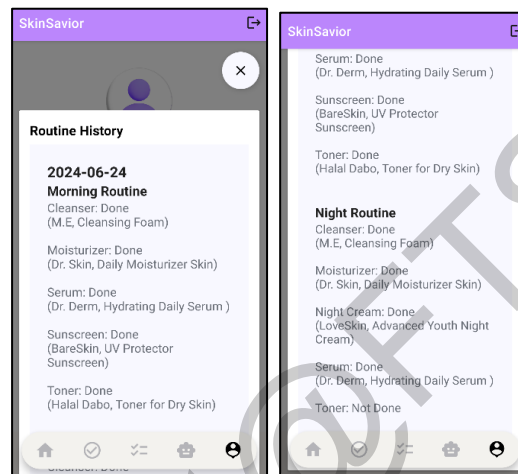 SkinSavior
Routine History
2024-06-24
Morning Routine
Cleanser: Done
(M.E, Cleansing Foam)
Moisturizer: Done
(Dr. Skin, Daily Moisturizer Skin)
Serum: Done
(Dr. Derm, Hydrating Daily Serum )
Sunscreen: Done
(BareSkin, UV Protector
Sunscreen)
Toner: Done
(Halal Dabo, Toner for Dry Skin)
SkinSavior
Serum: Done
(Dr. Derm, Hydrating Daily Serum )
Sunscreen: Done
(BareSkin, UV Protector
Sunscreen)
Toner: Done
(Halal Dabo, Toner for Dry Skin)
Night Routine
Cleanser: Done
(M.E, Cleansing Foam)
Moisturizer: Done
(Dr. Skin, Daily Moisturizer Skin)
Night Cream: Done
(LoveSkin, Advanced Youth Night
Cream)
Serum: Done
(Dr. Derm, Hydrating Daily Serum )
Toner: Not Done